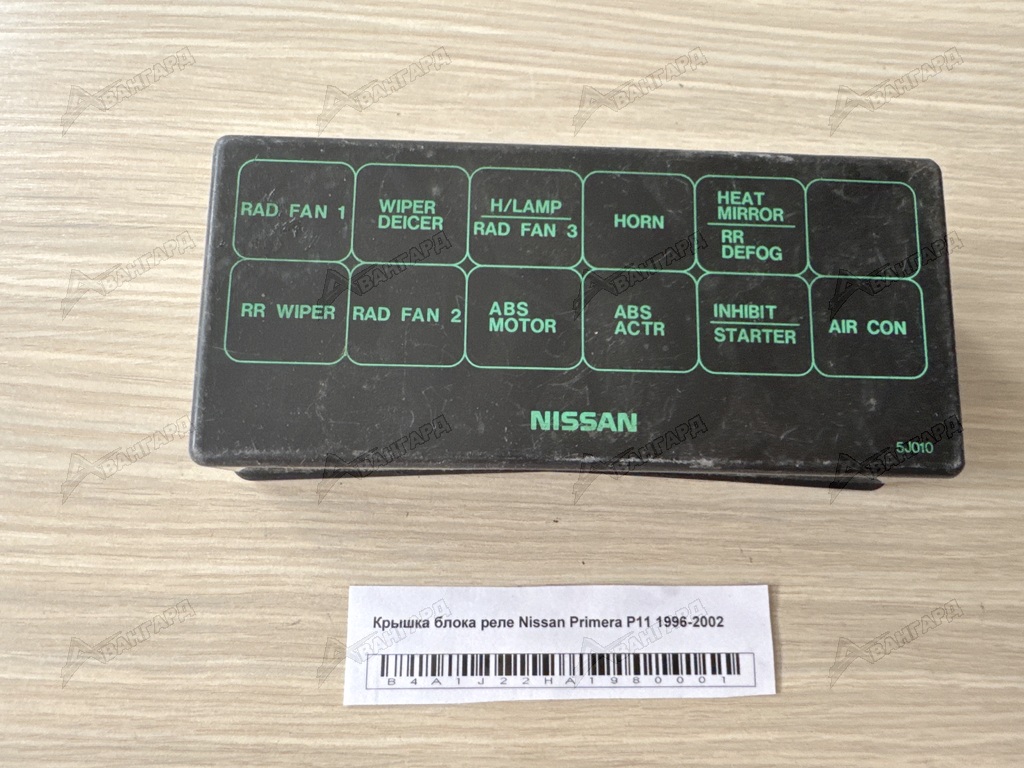 RAD FAN 1
WIPER
DEICER
H/LAMP
RAD FAN 3
HORN
HEAT
MIRROR
RR
DEFOG
RR WIPER
RAD FAN 2
ABS
MOTOR
ABS
ACTR
INHIBIT
STARTER
AIR CON
NISSAN
5J010
Крышка блока реле Nissan Primera P11 1996-2002
B4A1J22HA1980001
АВАНГАРД